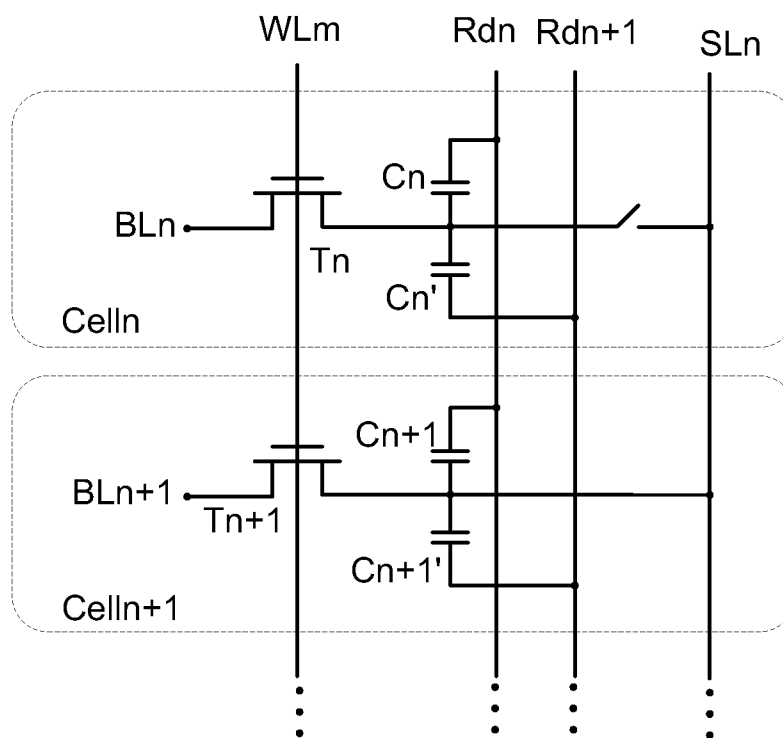 WLm
Rdn
Rdn+1
SLn
Cn
BLn
Tn
Cn'
Celln
Cn+1
BLn+1
Tn+1
Cn+1'
Celln+1